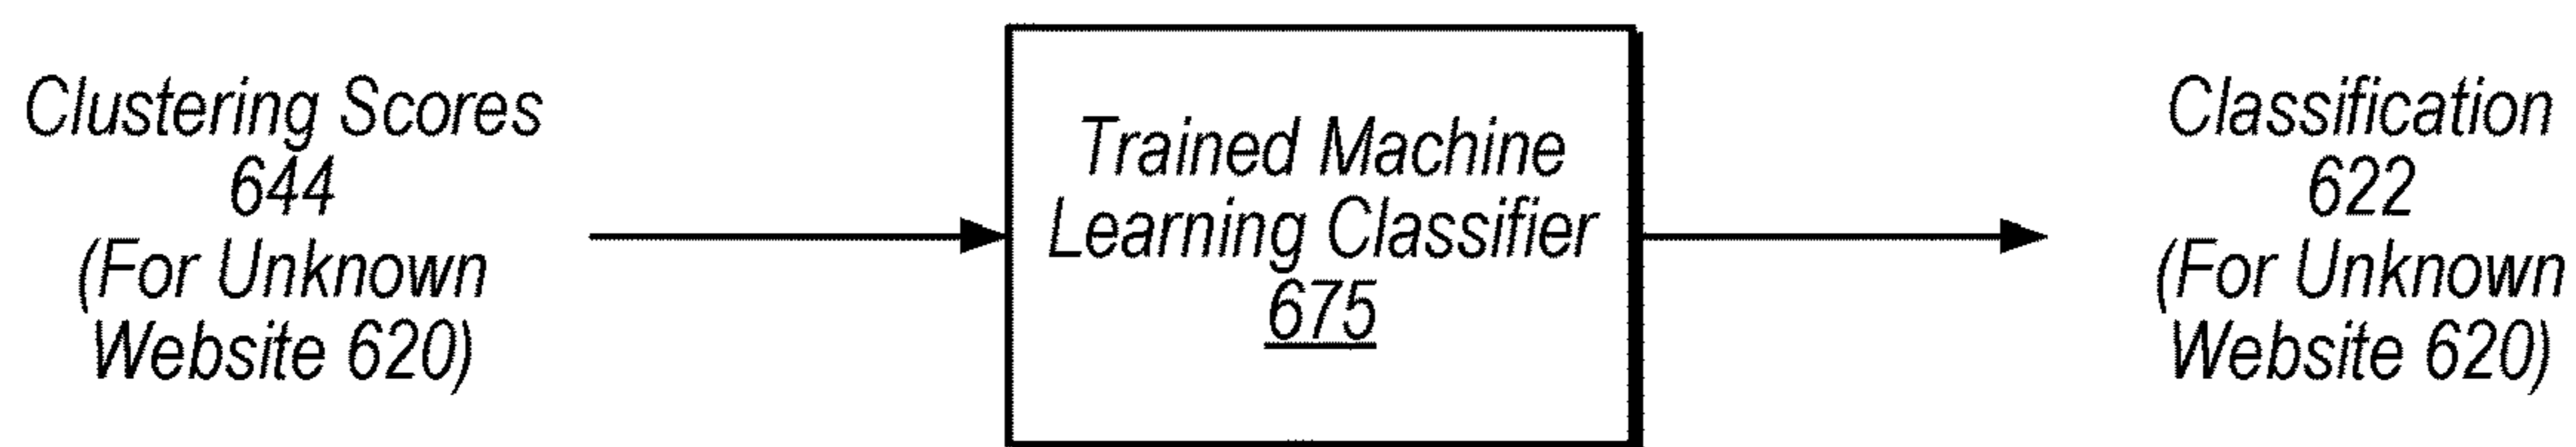 Clustering Scores
644
(For Unknown
Website 620)
Trained Machine
Learning Classifier
675
Classification
622
(For Unknown
Website 620)